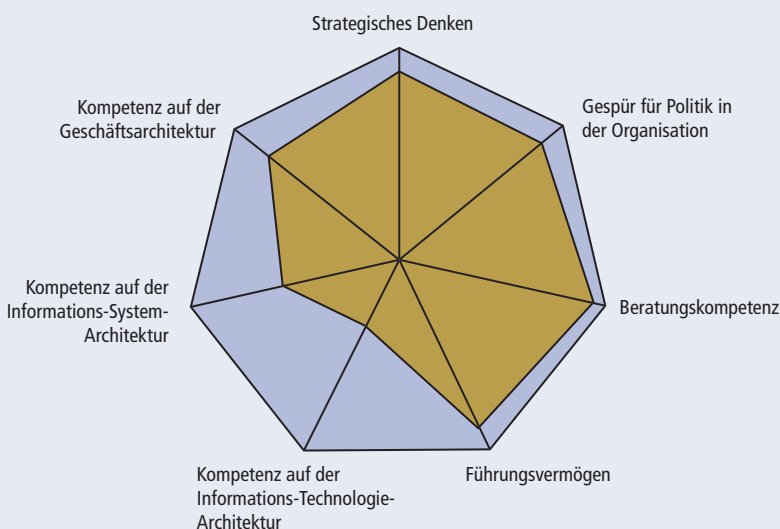 Strategisches Denken
Gespür für Politik in
der Organisation
Beratungskompetenz
Führungsvermögen
Kompetenz auf der
Informations-Technologie-
Architektur
Kompetenz auf der
Informations-System-
Architektur
Kompetenz auf der
Geschäftsarchitektur